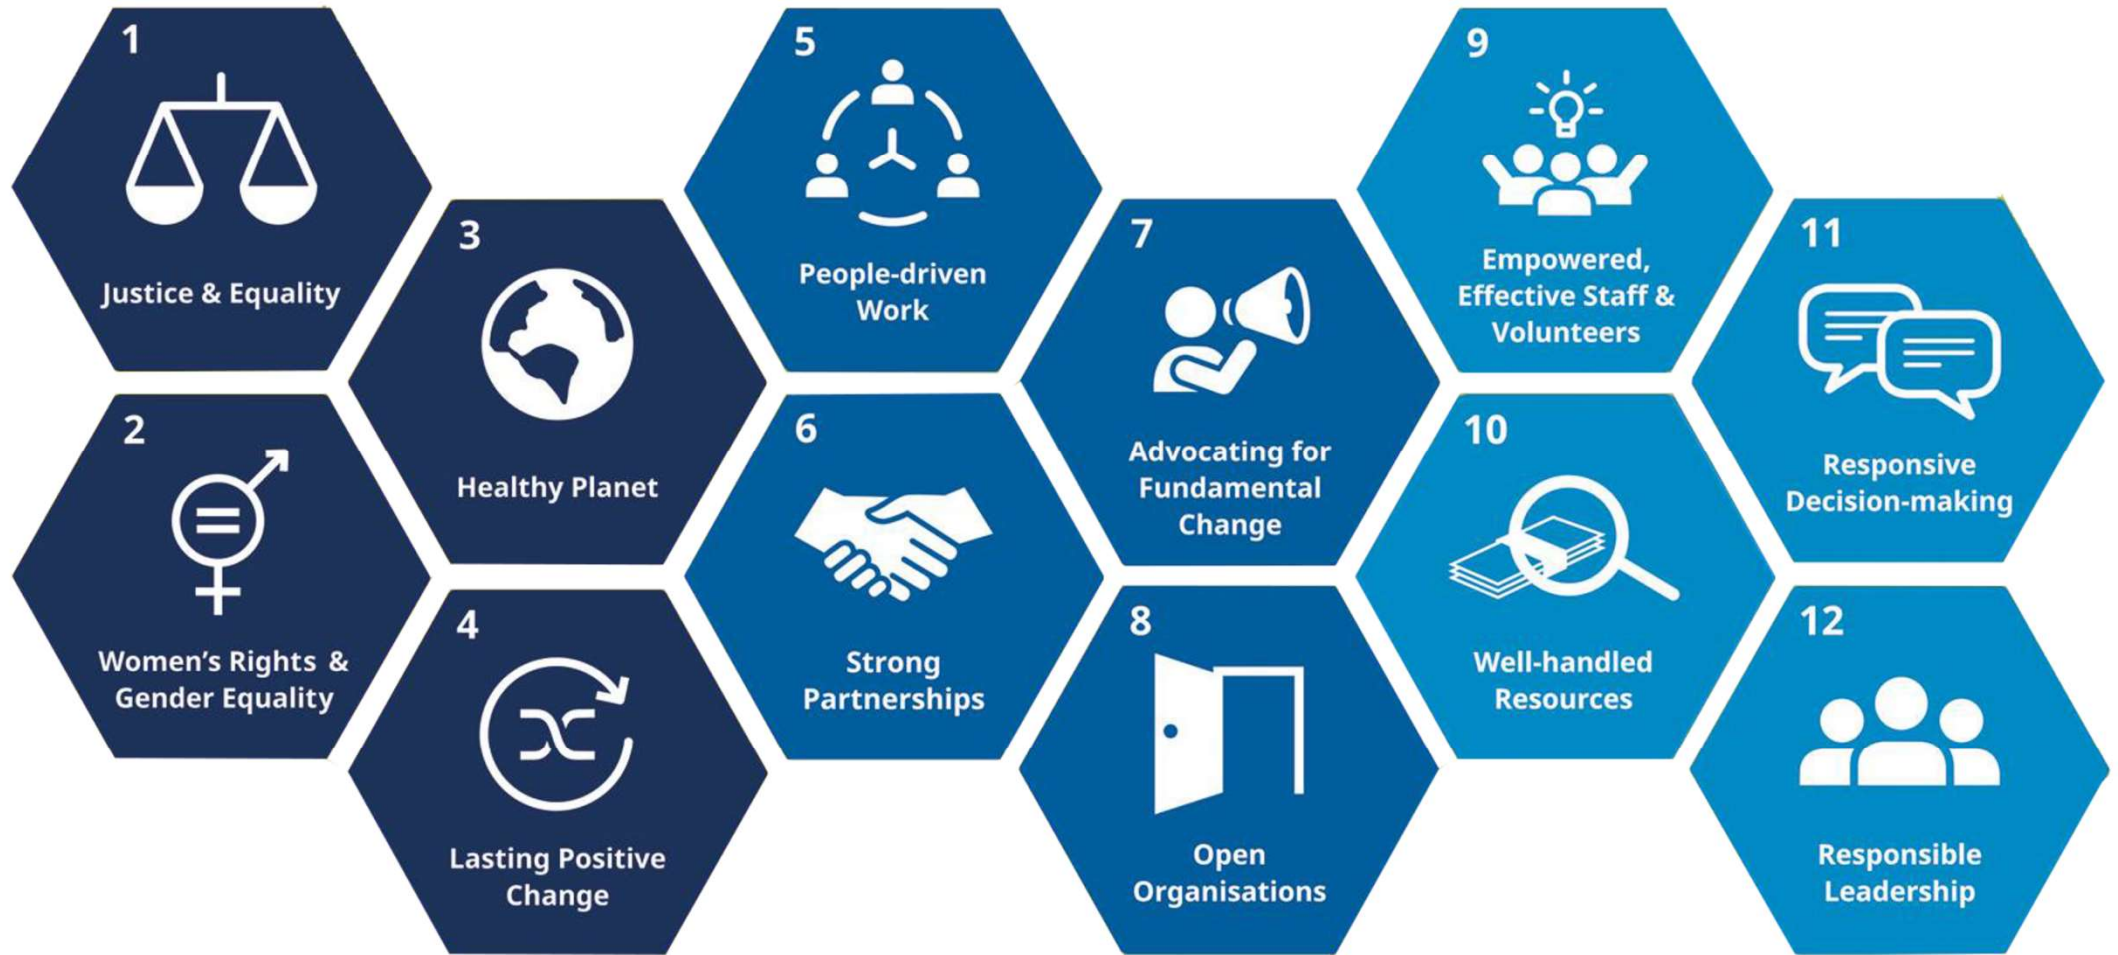 1
Justice & Equality
2
Women's Rights &
Gender Equality
3
Healthy Planet
4
Lasting Positive
Change
5
People-driven
Work
6
Strong
Partnerships
7
Advocating for
Fundamental
Change
8
Open
Organisations
9
Empowered,
Effective Staff &
Volunteers
10
Well-handled
Resources
11
Responsive
Decision-making
12
Responsible
Leadership